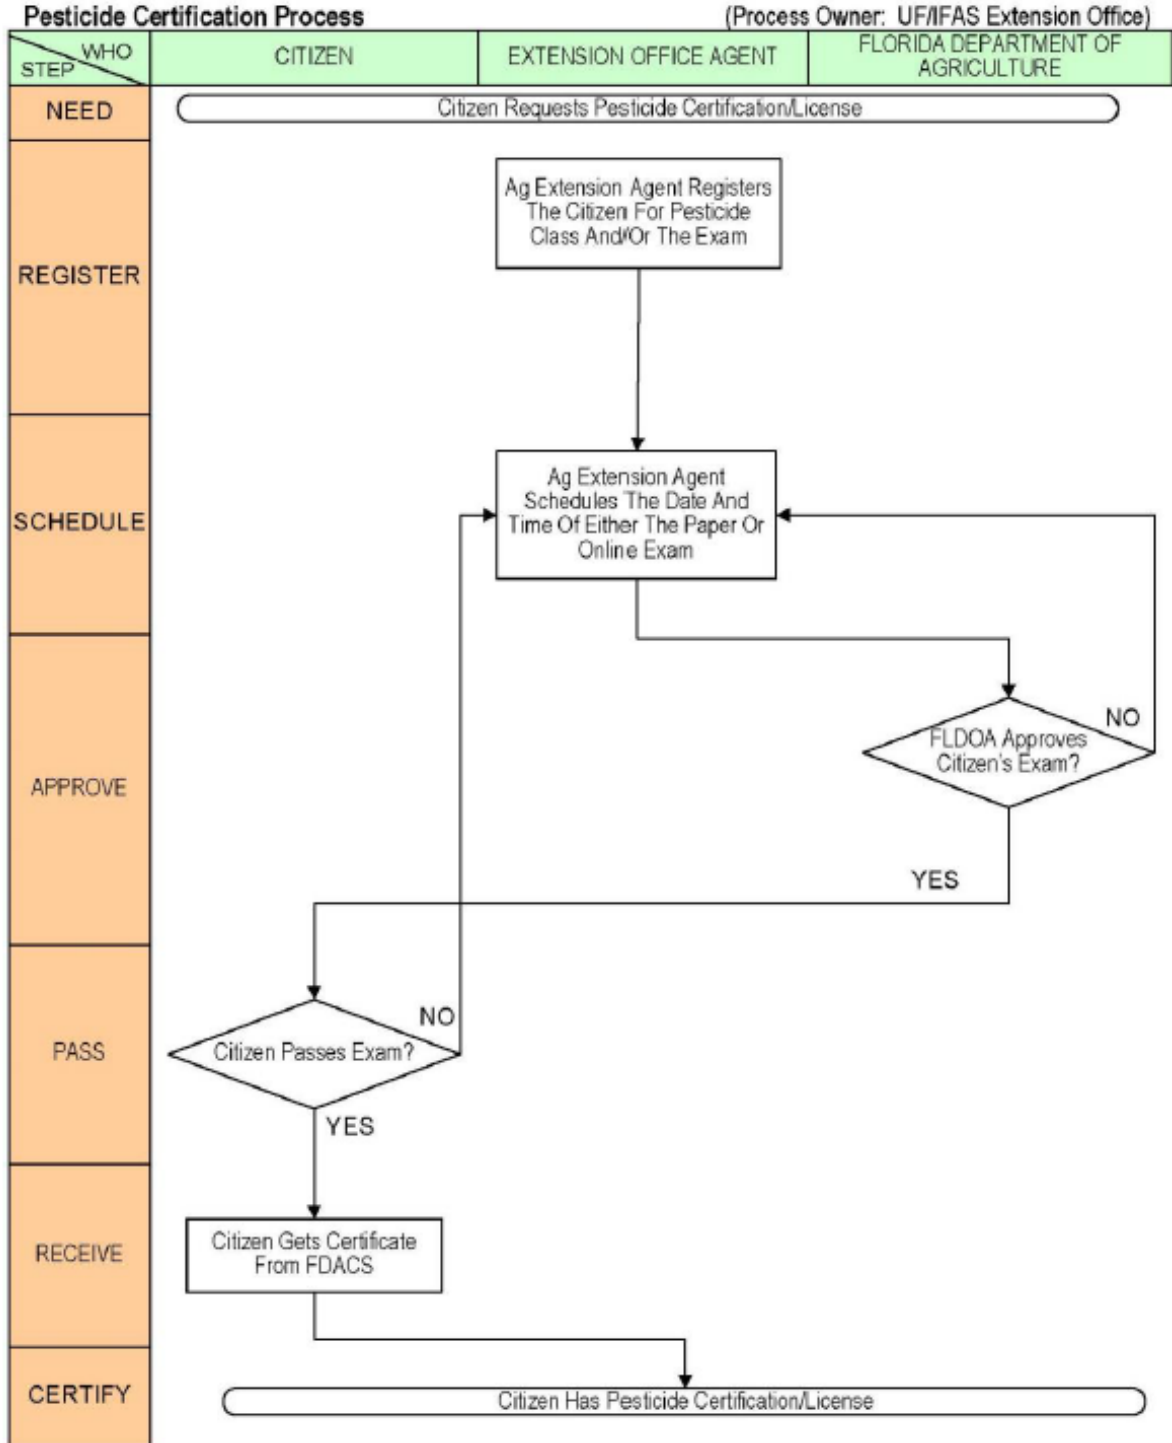 Pesticide Certification Process
(Process Owner: UF/IFAS Extension Office)
WHO
STEP
CITIZEN
EXTENSION OFFICE AGENT
FLORIDA DEPARTMENT OF
AGRICULTURE
NEED
Citizen Requests Pesticide Certification/License
REGISTER
Ag Extension Agent Registers
The Citizen For Pesticide
Class And/Or The Exam
SCHEDULE
Ag Extension Agent
Schedules The Date And
Time Of Either The Paper Or
Online Exam
APPROVE
FLDOA Approves
Citizen's Exam?
NO
YES
PASS
Citizen Passes Exam?
NO
YES
RECEIVE
Citizen Gets Certificate
From FDACS
CERTIFY
Citizen Has Pesticide Certification/License